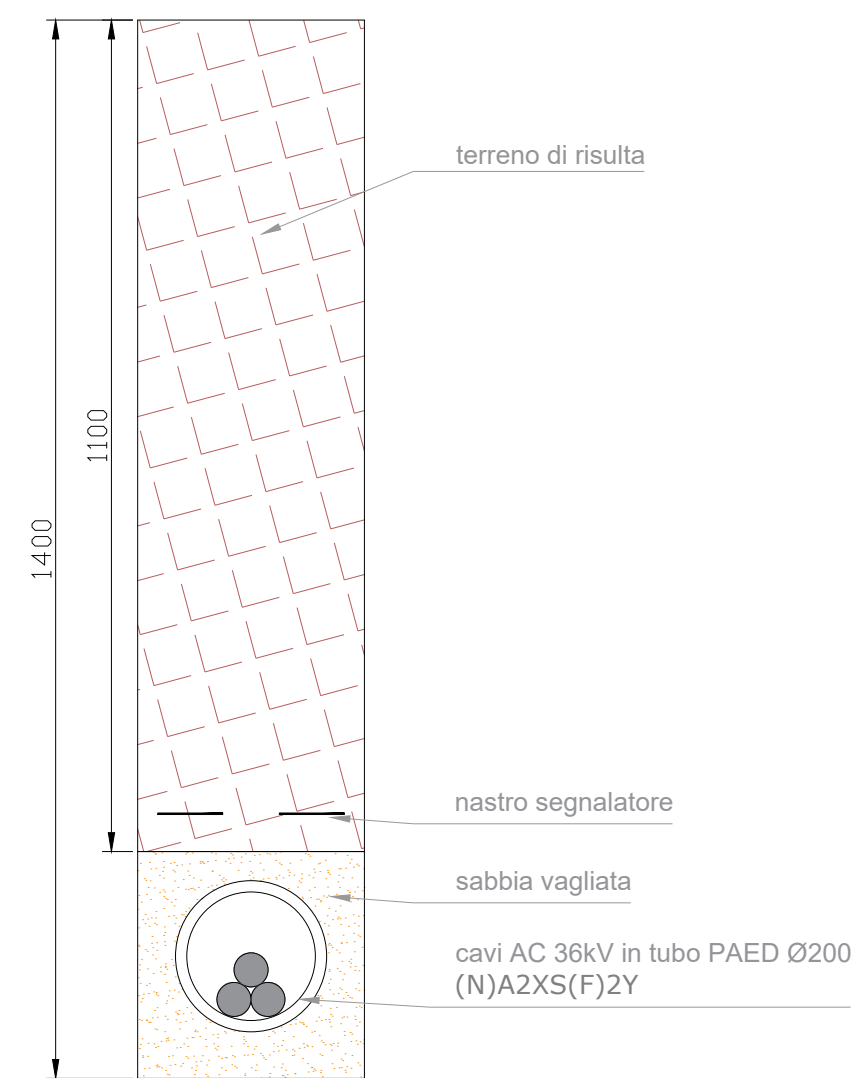 terreno di risulta
1100
1400
nastro segnalatore
sabbia vagliata
cavi AC 36kV in tubo PAED Ø200
(N)A2XS(F)2Y